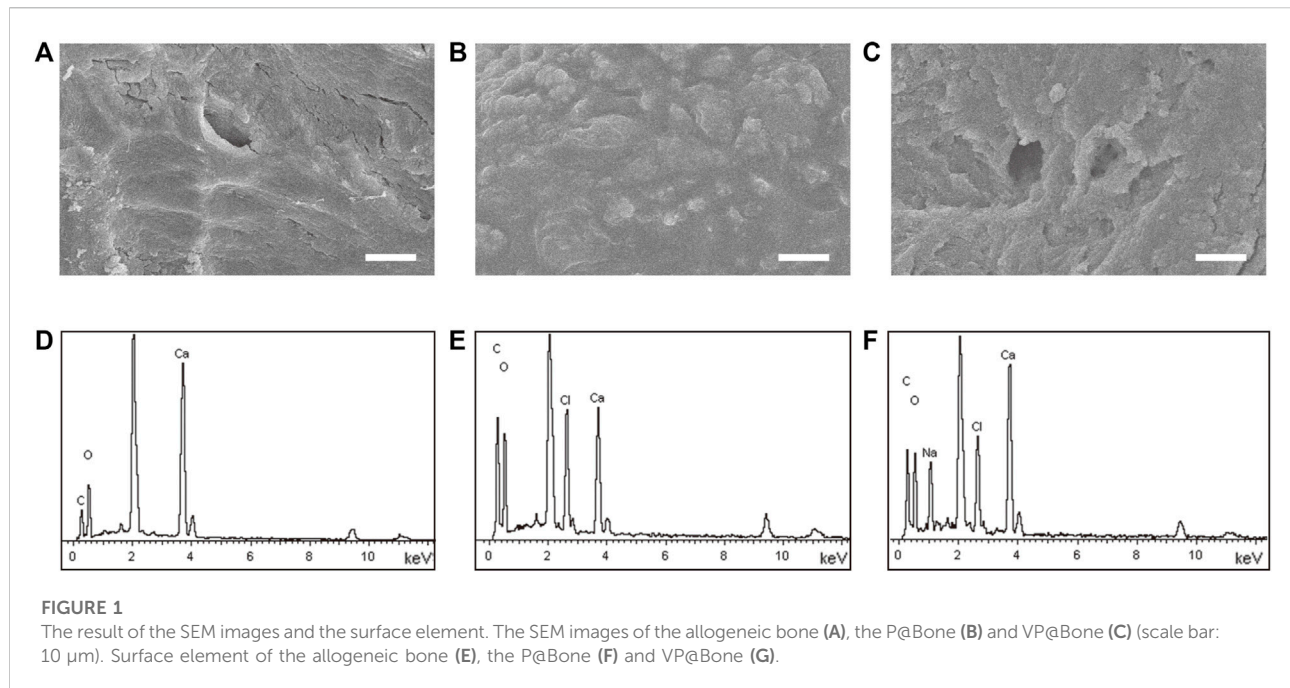 A
B
C
D
Ca
O
C
0 2 4 6 8 10
keV
E
C
O
Cl
Ca
0 2 4 6 8 10
keV
F
C
O
Na
Cl
Ca
0 2 4 6 8 10
keV
FIGURE 1
The result of the SEM images and the surface element. The SEM images of the allogeneic bone (A), the P@Bone (B) and VP@Bone (C) (scale bar:
10 μm). Surface element of the allogeneic bone (E), the P@Bone (F) and VP@Bone (G).